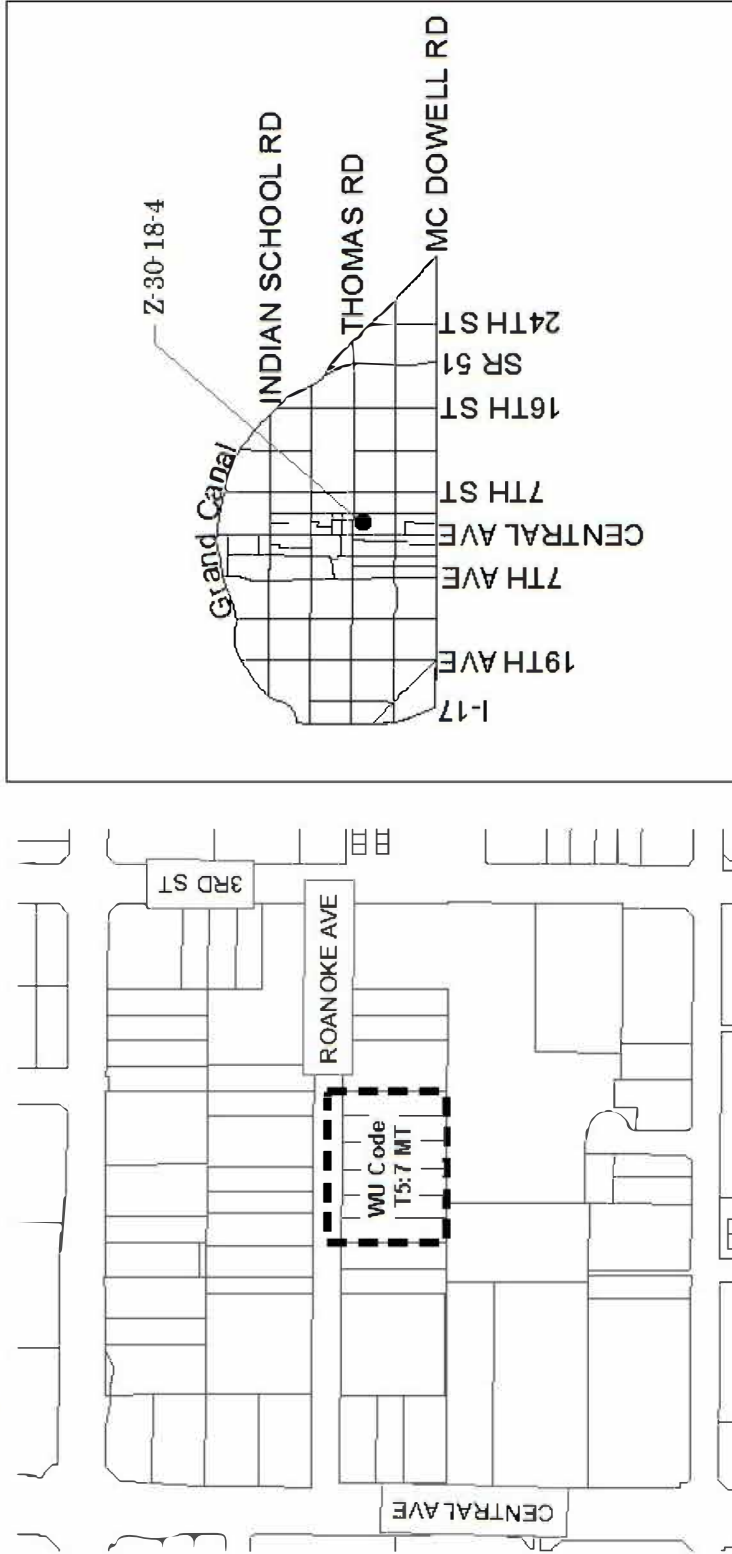 Z-30-18-4
Grand Canal
INDIAN SCHOOL RD
THOMAS RD
MC DOWELL RD
I-17
19TH AVE
7TH AVE
CENTRAL AVE
7TH ST
16TH ST
SR 51
24TH ST
3RD ST
ROANOKE AVE
WU Code
T5:7 MT
CENTRAL AVE